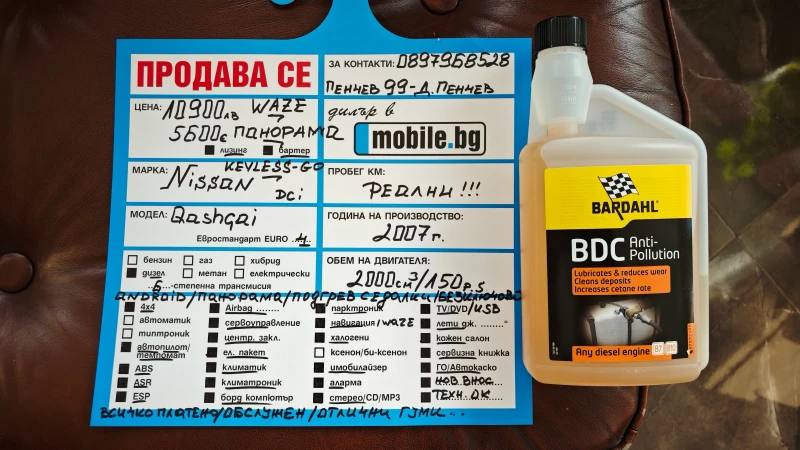 ПРОДАВА СЕ
ЗА КОНТАКТИ: 0897968528
ПЕНЧЕВ 99-Д.ПЕНЧЕВ
ЦЕНА: 10900лв WAZE
5600€ ПАНОРАМА
лизинг бартер
дилър в
mobile.bg
KEYLESS-GO
МАРКА: NISSAN DCi
ПРОБЕГ КМ:
РЕАЛНИ!!!
МОДЕЛ: Qashgai
Евростандарт EURO 4
ГОДИНА НА ПРОИЗВОДСТВО:
2007г.
бензин газ хибрид
дизел метан електрически
6-степенна трансмисия
ОБЕМ НА ДВИГАТЕЛЯ:
2000см³/150p.s
ANDROID/ПАНОРАМА/ПОДГРЕВ СЕДАЛКИ/БЕЗКЛЮЧОВО
4x4
автоматик
типтроник
автопилот/
темпомат
ABS
ASR
ESP
Airbag ........
сервоуправление
центр. закл.
ел. пакет
климатик
климатроник
борд компютър
парктроник
навигация/WAZE
халогени
ксенон/би-ксенон
имобилайзер
аларма
стерео/CD/MP3
TV/DVD/USB
лети дж. ........"
кожен салон
сервизна книжка
ГО/Автокаско
НОВ ВНОС
ТЕХН. ДК
ВСИЧКО ПЛАТЕНО/ОБСЛУЖЕН/ОТЛИЧНИ ГУМИ...
BARDAHL
BDC Anti-
Pollution
Lubricates & reduces wear
Cleans deposits
Increases cetane rate
Any diesel engine B7 B10